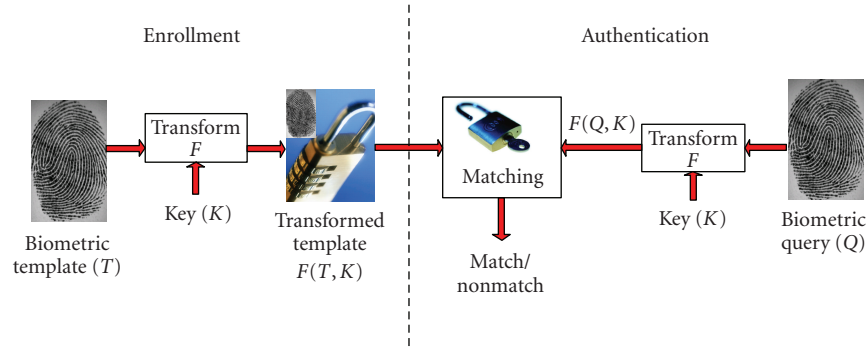 Enrollment
Authentication
Transform
F
Key (K)
Biometric
template (T)
Transformed
template
F(T, K)
Matching
Match/
nonmatch
F(Q, K)
Transform
F
Key (K)
Biometric
query (Q)